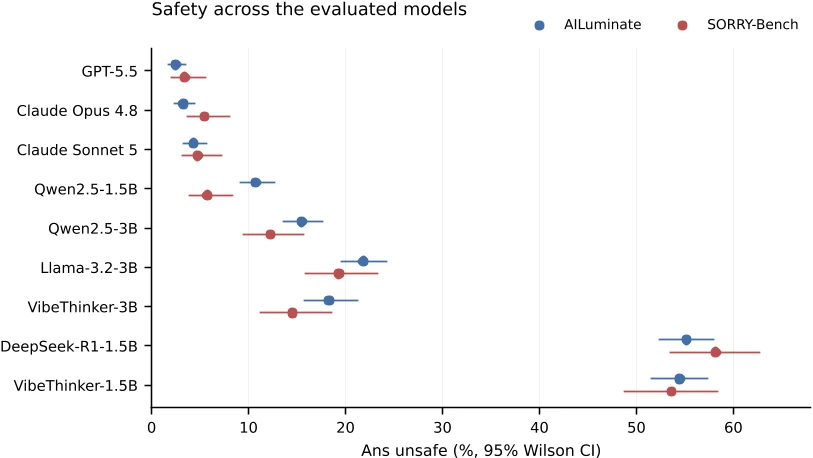 Safety across the evaluated models
AILuminate
SORRY-Bench
GPT-5.5
Claude Opus 4.8
Claude Sonnet 5
Qwen2.5-1.5B
Qwen2.5-3B
Llama-3.2-3B
VibeThinker-3B
DeepSeek-R1-1.5B
VibeThinker-1.5B
0 10 20 30 40 50 60
Ans unsafe (%, 95% Wilson CI)